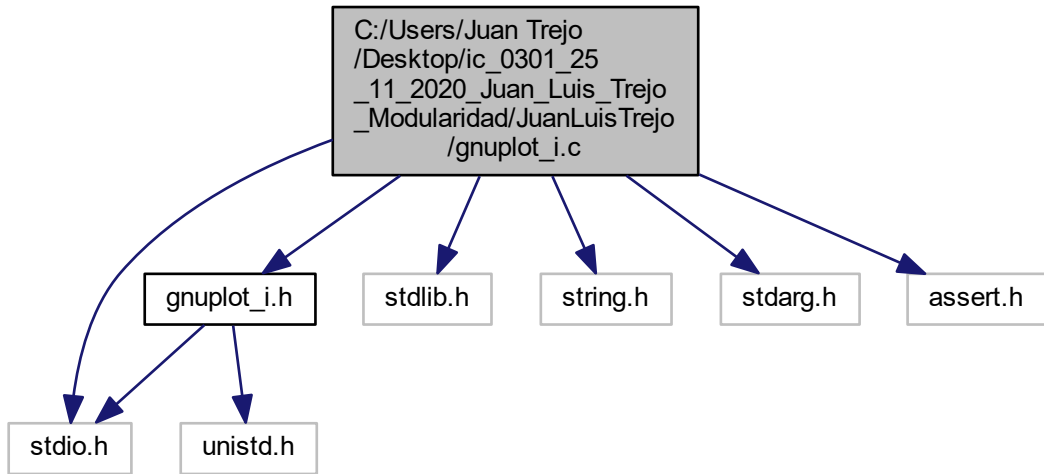 C:/Users/Juan Trejo
/Desktop/ic_0301_25
_11_2020_Juan_Luis_Trejo
_Modularidad/JuanLuisTrejo
/gnuplot_i.c
gnuplot_i.h
stdlib.h
string.h
stdarg.h
assert.h
stdio.h
unistd.h